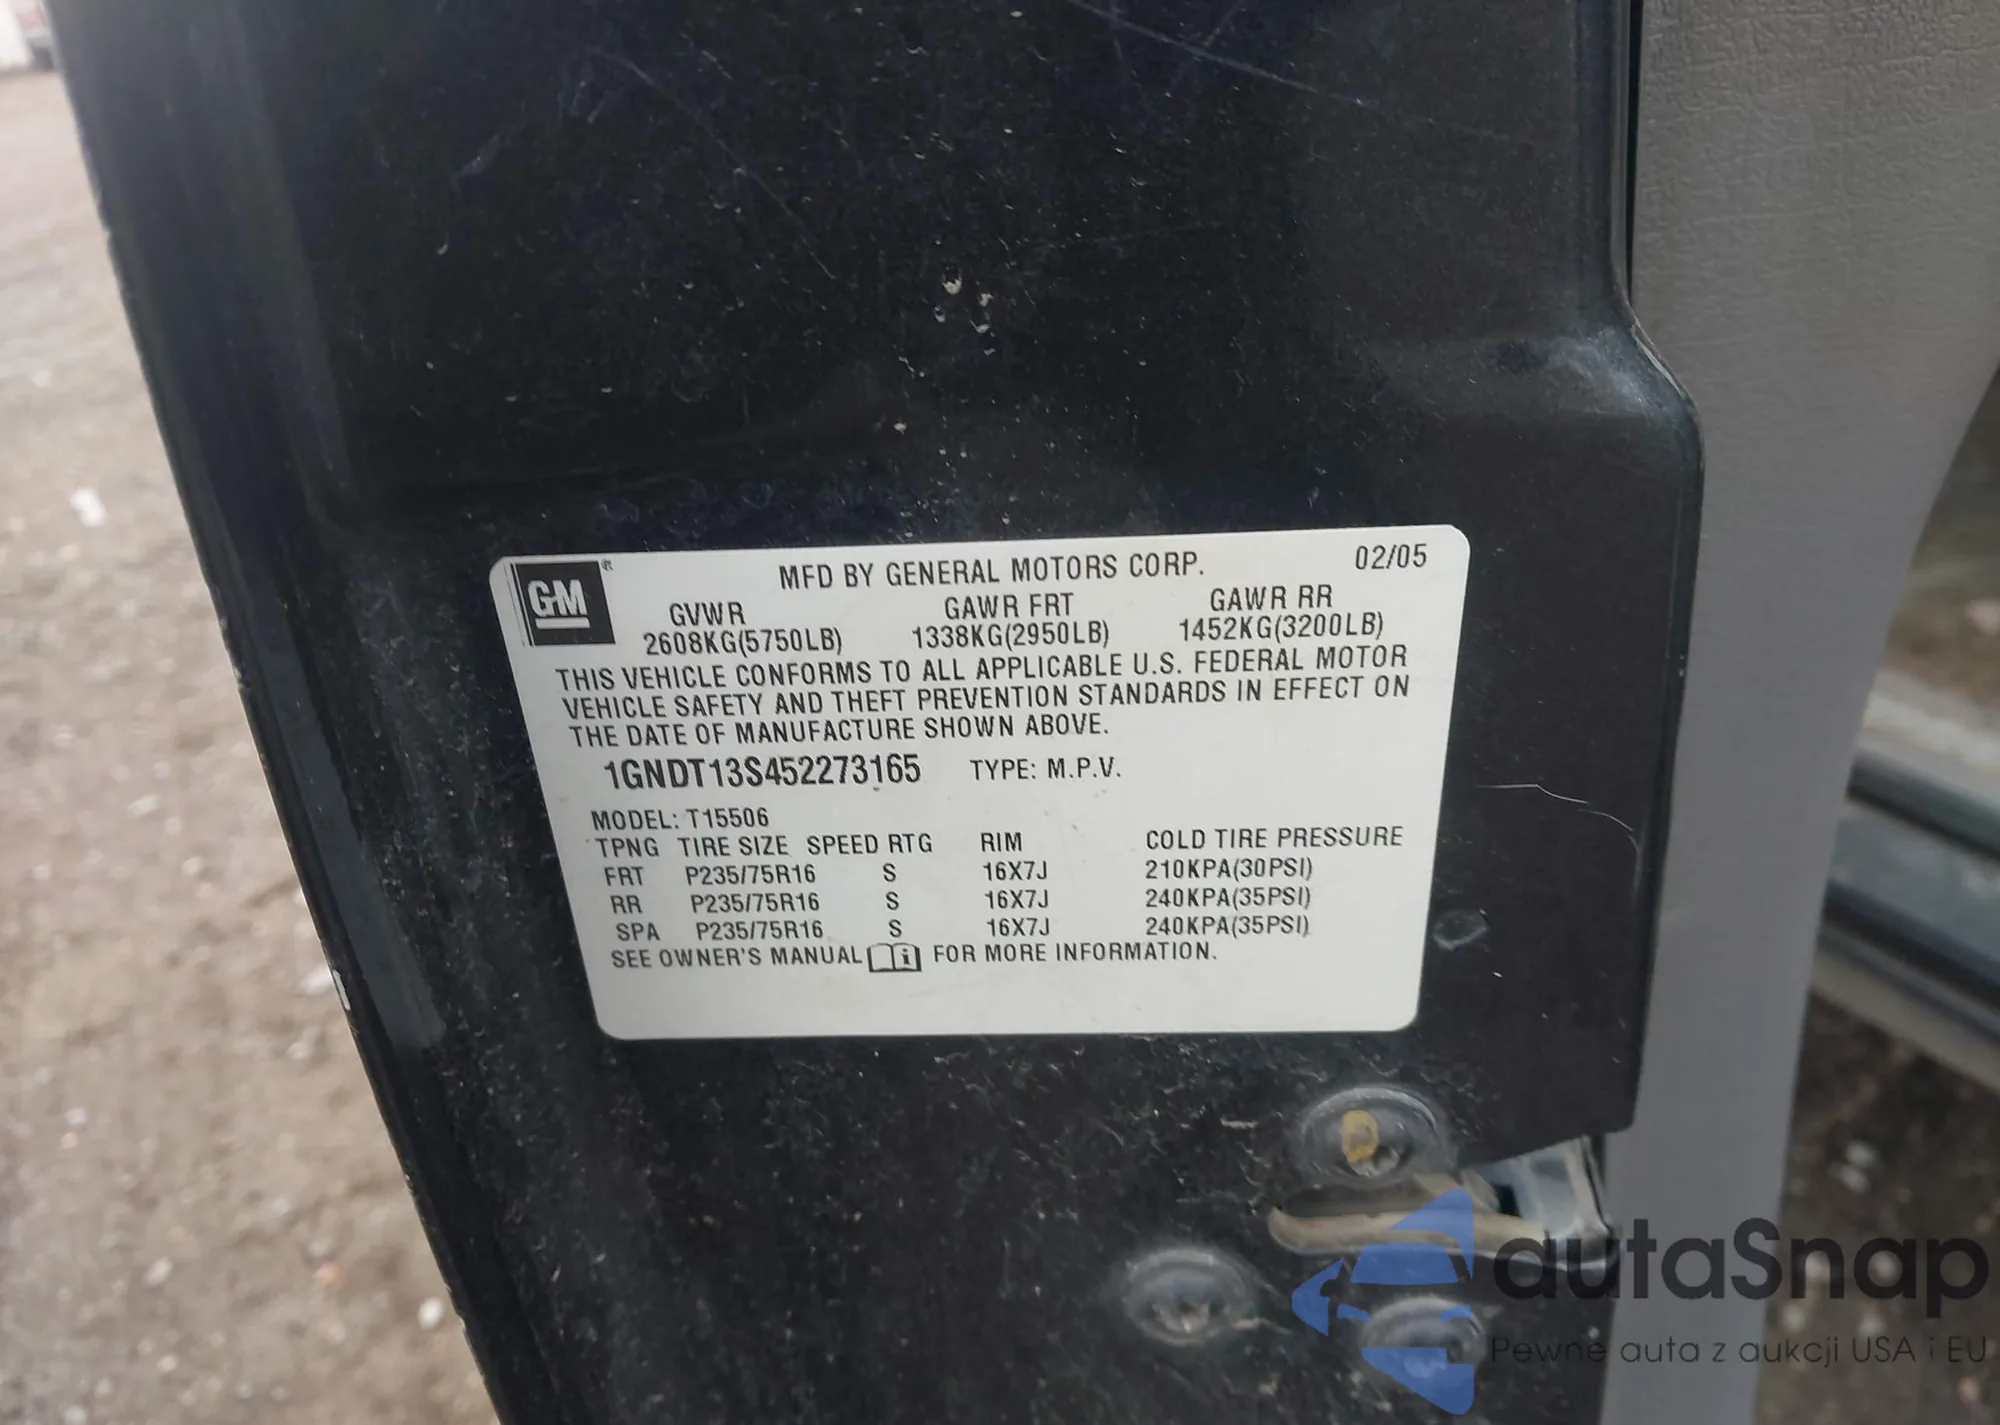 GM ®
MFD BY GENERAL MOTORS CORP. 02/05
GVWR GAWR FRT GAWR RR
2608KG(5750LB) 1338KG(2950LB) 1452KG(3200LB)
THIS VEHICLE CONFORMS TO ALL APPLICABLE U.S. FEDERAL MOTOR
VEHICLE SAFETY AND THEFT PREVENTION STANDARDS IN EFFECT ON
THE DATE OF MANUFACTURE SHOWN ABOVE.
1GNDT13S452273165 TYPE: M.P.V.
MODEL: T15506
TPNG TIRE SIZE SPEED RTG RIM COLD TIRE PRESSURE
FRT P235/75R16 S 16X7J 210KPA(30PSI)
RR P235/75R16 S 16X7J 240KPA(35PSI)
SPA P235/75R16 S 16X7J 240KPA(35PSI)
SEE OWNER'S MANUAL i FOR MORE INFORMATION.
autaSnap
Pewne auta z aukcji USA i EU